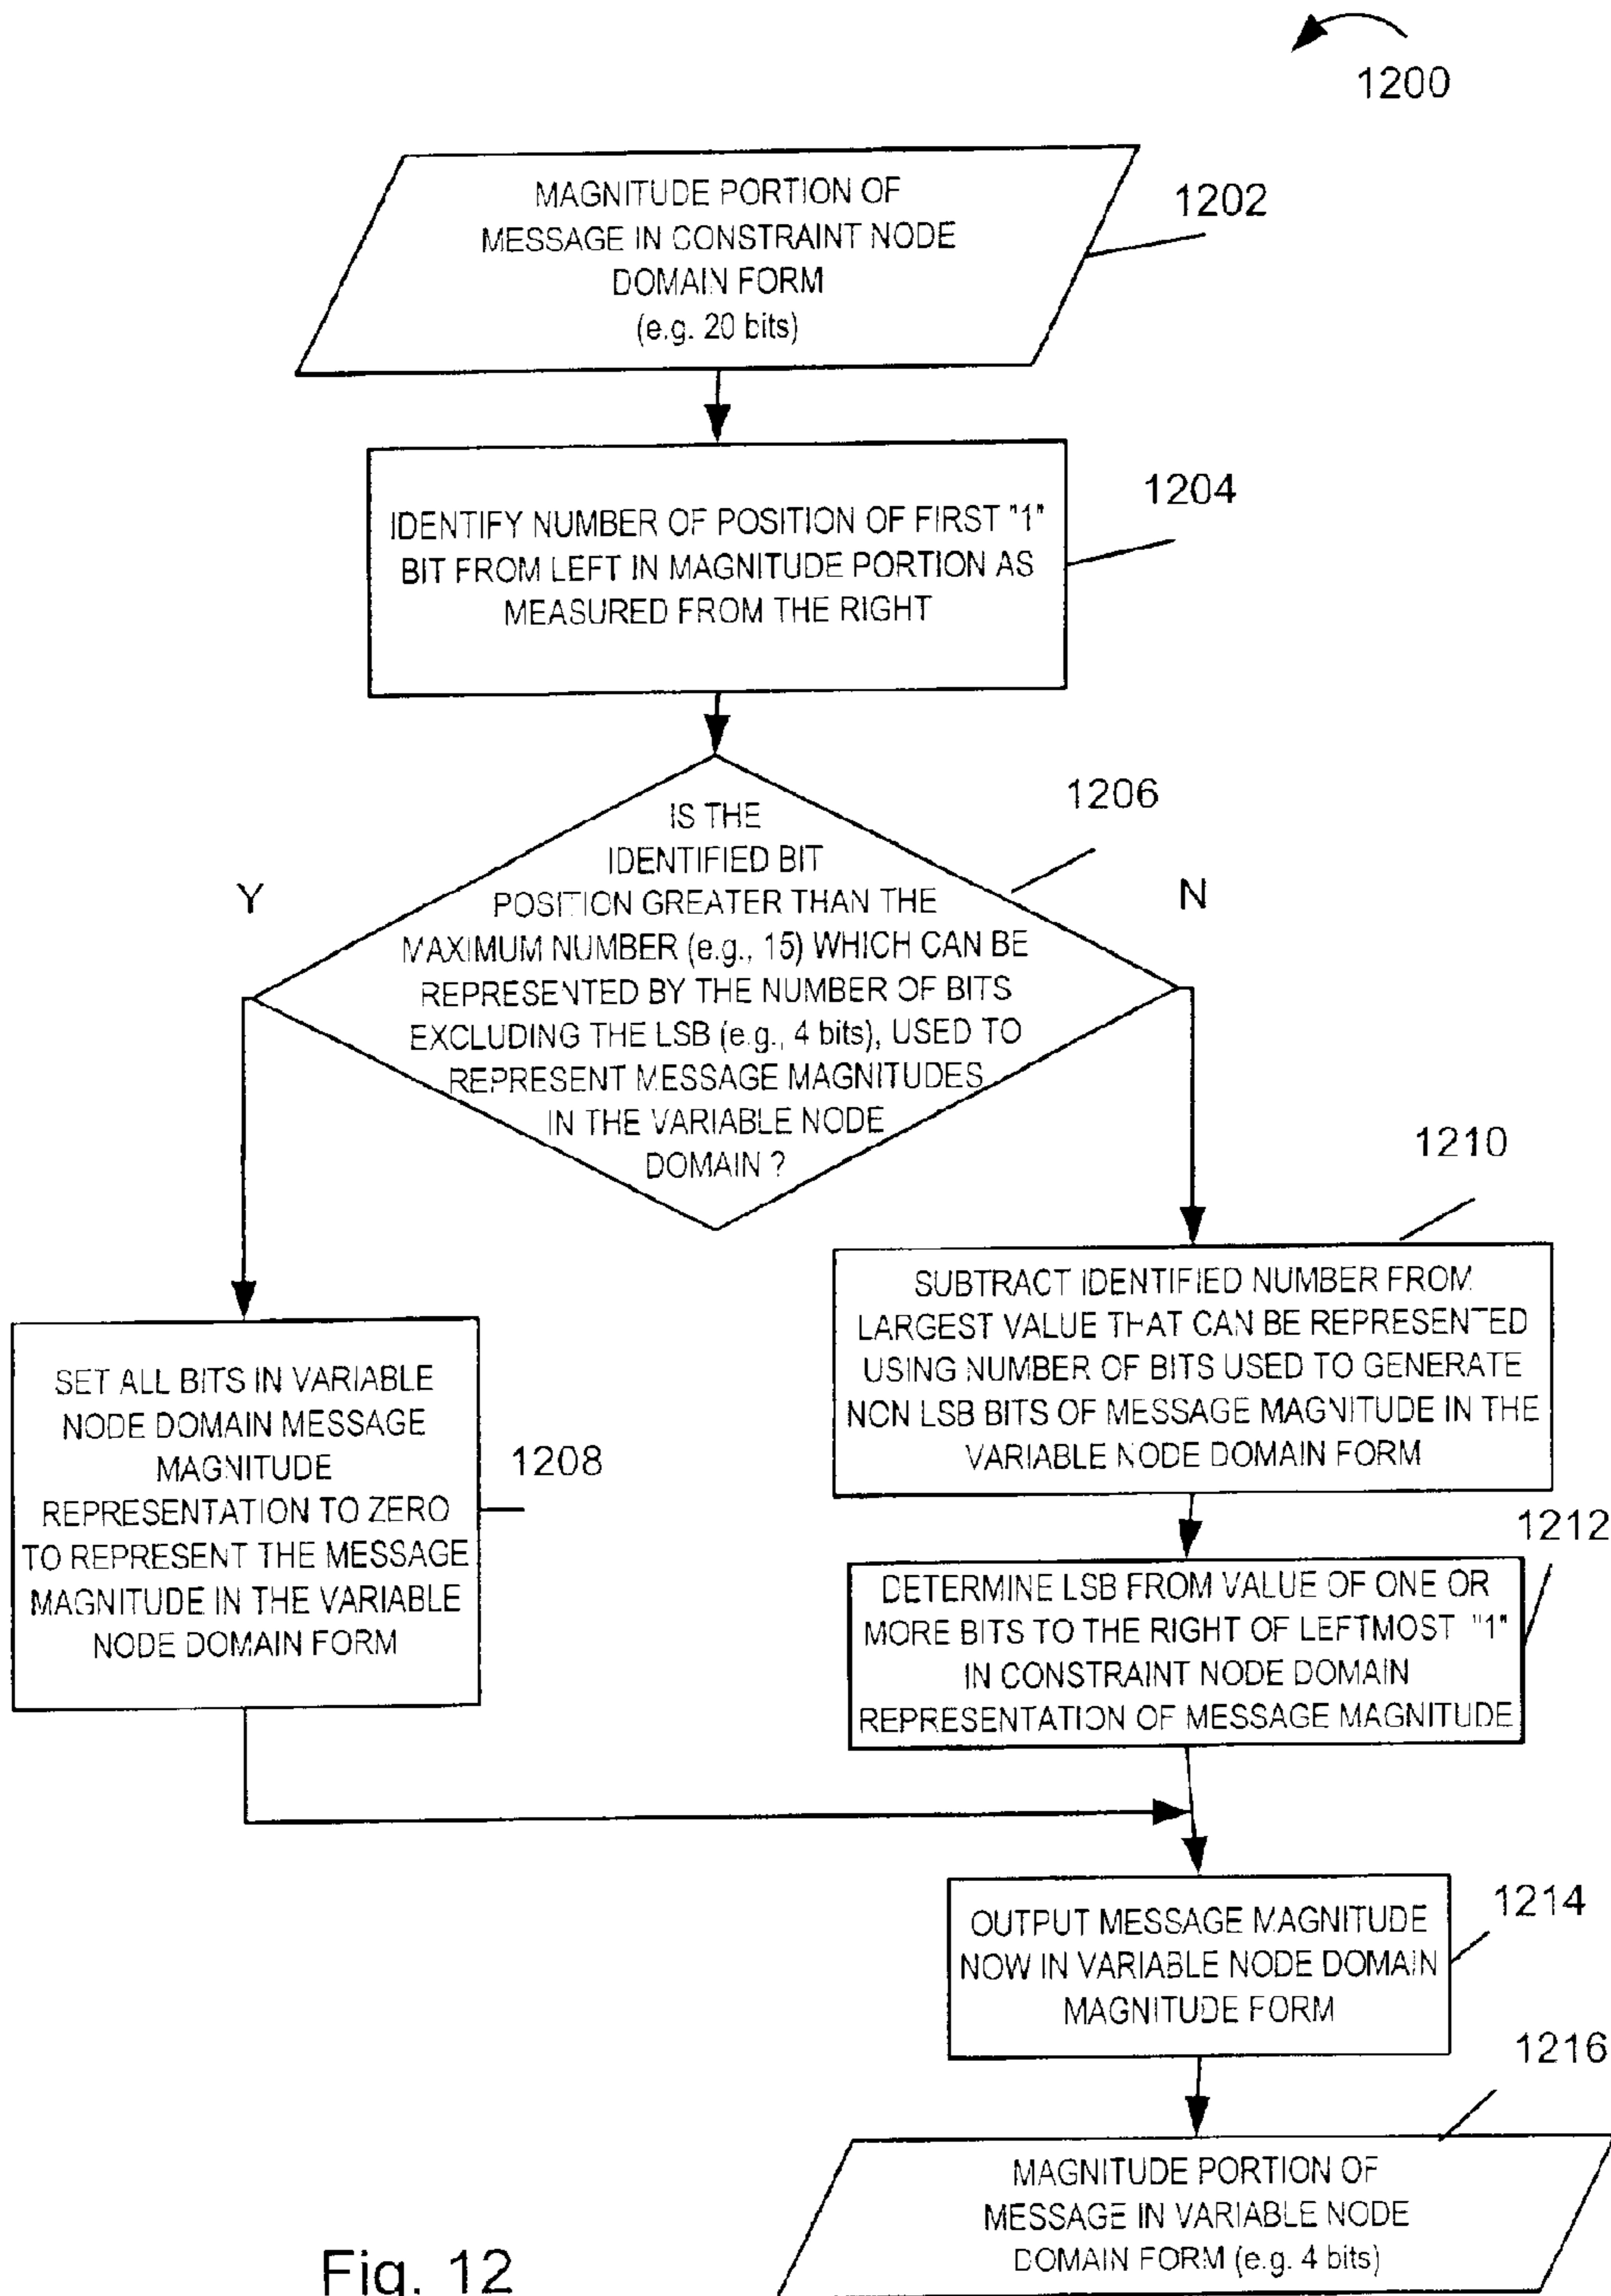 1200
MAGNITUDE PORTION OF
MESSAGE IN CONSTRAINT NODE
DOMAIN FORM
(e.g. 20 bits)
1202
IDENTIFY NUMBER OF POSITION OF FIRST "1"
BIT FROM LEFT IN MAGNITUDE PORTION AS
MEASURED FROM THE RIGHT
1204
IS THE
IDENTIFIED BIT
POSITION GREATER THAN THE
MAXIMUM NUMBER (e.g., 15) WHICH CAN BE
REPRESENTED BY THE NUMBER OF BITS
EXCLUDING THE LSB (e.g., 4 bits), USED TO
REPRESENT MESSAGE MAGNITUDES
IN THE VARIABLE NODE
DOMAIN ?
1206
Y
N
SET ALL BITS IN VARIABLE
NODE DOMAIN MESSAGE
MAGNITUDE
REPRESENTATION TO ZERO
TO REPRESENT THE MESSAGE
MAGNITUDE IN THE VARIABLE
NODE DOMAIN FORM
1208
1210
SUBTRACT IDENTIFIED NUMBER FROM
LARGEST VALUE THAT CAN BE REPRESENTED
USING NUMBER OF BITS USED TO GENERATE
NON LSB BITS OF MESSAGE MAGNITUDE IN THE
VARIABLE NODE DOMAIN FORM
1212
DETERMINE LSB FROM VALUE OF ONE OR
MORE BITS TO THE RIGHT OF LEFTMOST "1"
IN CONSTRAINT NODE DOMAIN
REPRESENTATION OF MESSAGE MAGNITUDE
OUTPUT MESSAGE MAGNITUDE
NOW IN VARIABLE NODE DOMAIN
MAGNITUDE FORM
1214
1216
MAGNITUDE PORTION OF
MESSAGE IN VARIABLE NODE
DOMAIN FORM (e.g. 4 bits)
Fig. 12